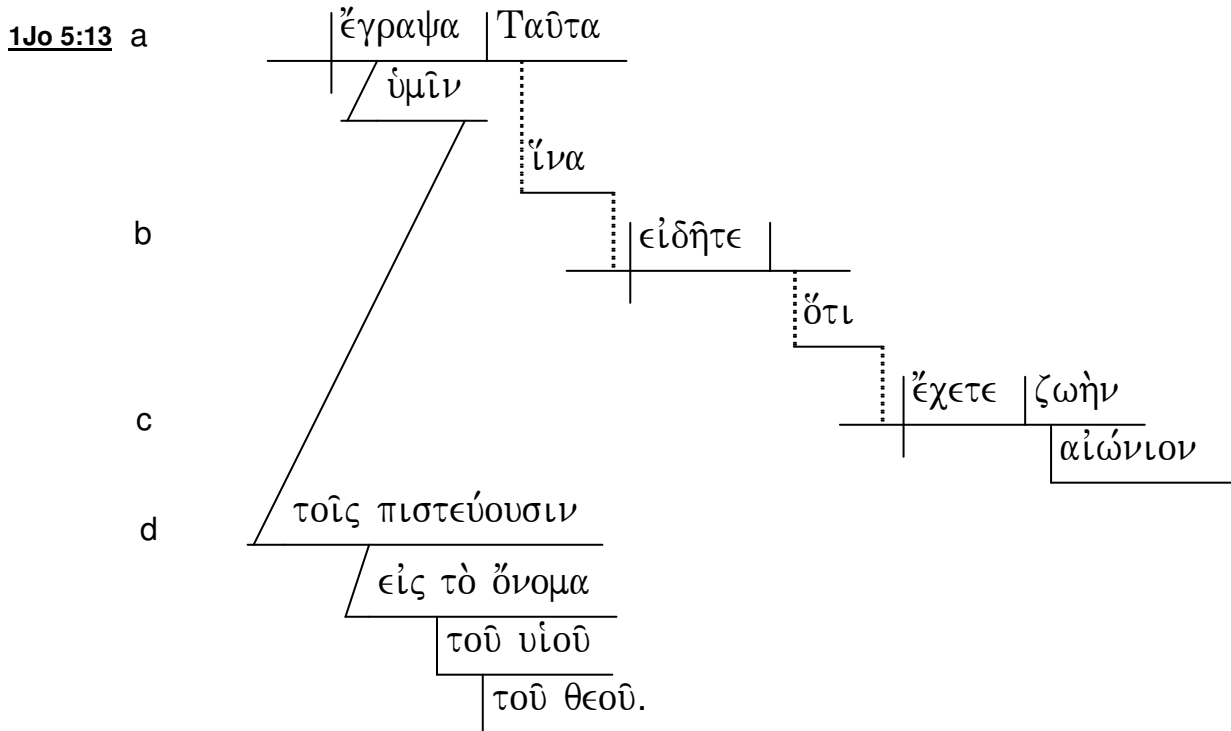 1Jo 5:13 a ἔγραψα Ταῦτα
ὑμῖν
ἵνα
b εἰδῆτε
ὅτι
c ἔχετε ζωὴν
αἰώνιον
d τοῖς πιστεύουσιν
εἰς τὸ ὄνομα
τοῦ υἱοῦ
τοῦ θεοῦ.